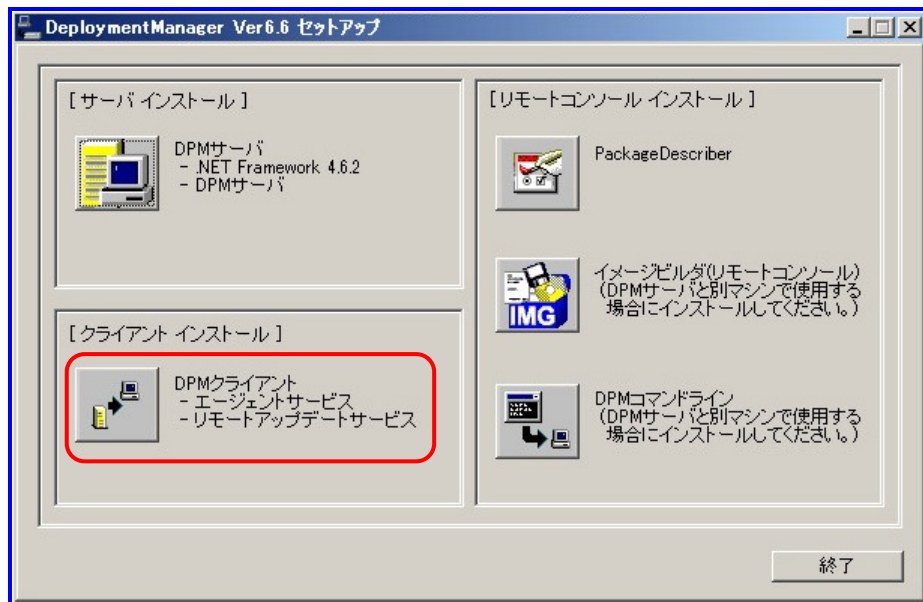 DeploymentManager Ver6.6 セットアップ
[ サーバ インストール ]
DPMサーバ
- .NET Framework 4.6.2
- DPMサーバ
[ クライアント インストール ]
DPMクライアント
- エージェントサービス
- リモートアップデートサービス
[ リモートコンソール インストール ]
PackageDescriber
IMG
イメージビルダ(リモートコンソール)
(DPMサーバと別マシンで使用する
場合にインストールしてください。)
DPMコマンドライン
(DPMサーバと別マシンで使用する
場合にインストールしてください。)
終了